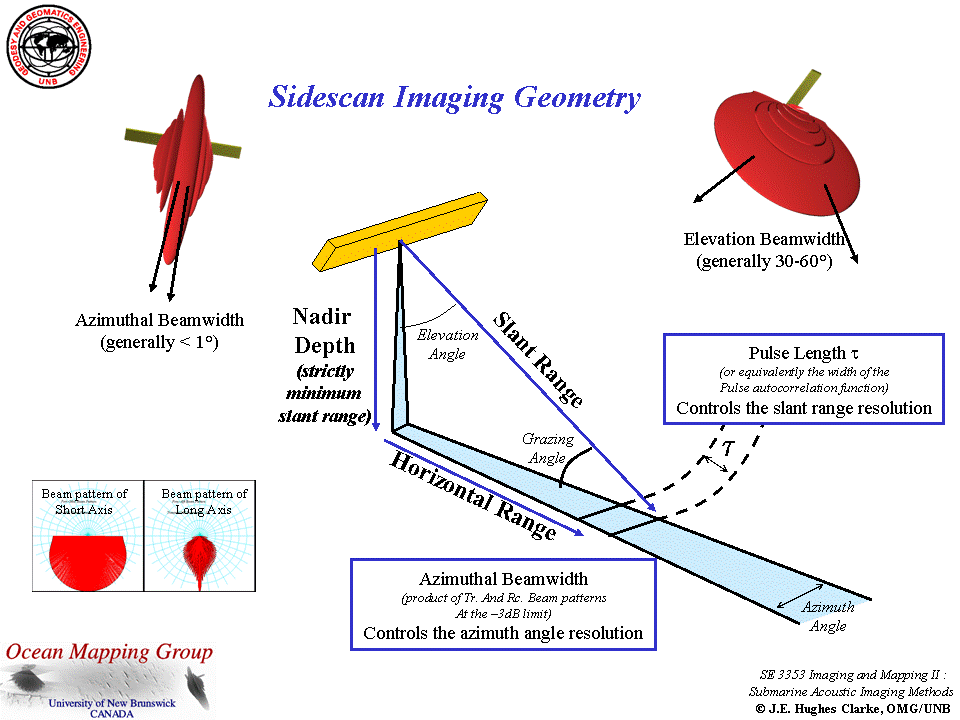 GEODESY AND GEOMATICS ENGINEERING
UNB
Sidescan Imaging Geometry
Azimuthal Beamwidth
(generally < 1°)
Elevation Beamwidth
(generally 30-60°)
Nadir
Depth
(strictly
minimum
slant range)
Elevation
Angle
Slant Range
Grazing
Angle
Horizontal Range
Pulse Length τ
(or equivalently the width of the
Pulse autocorrelation function)
Controls the slant range resolution
τ
Beam pattern of
Short Axis
Beam pattern of
Long Axis
Azimuthal Beamwidth
(product of Tr. And Rc. Beam patterns
At the –3dB limit)
Controls the azimuth angle resolution
Azimuth
Angle
Ocean Mapping Group
University of New Brunswick
CANADA
SE 3353 Imaging and Mapping II :
Submarine Acoustic Imaging Methods
© J.E. Hughes Clarke, OMG/UNB